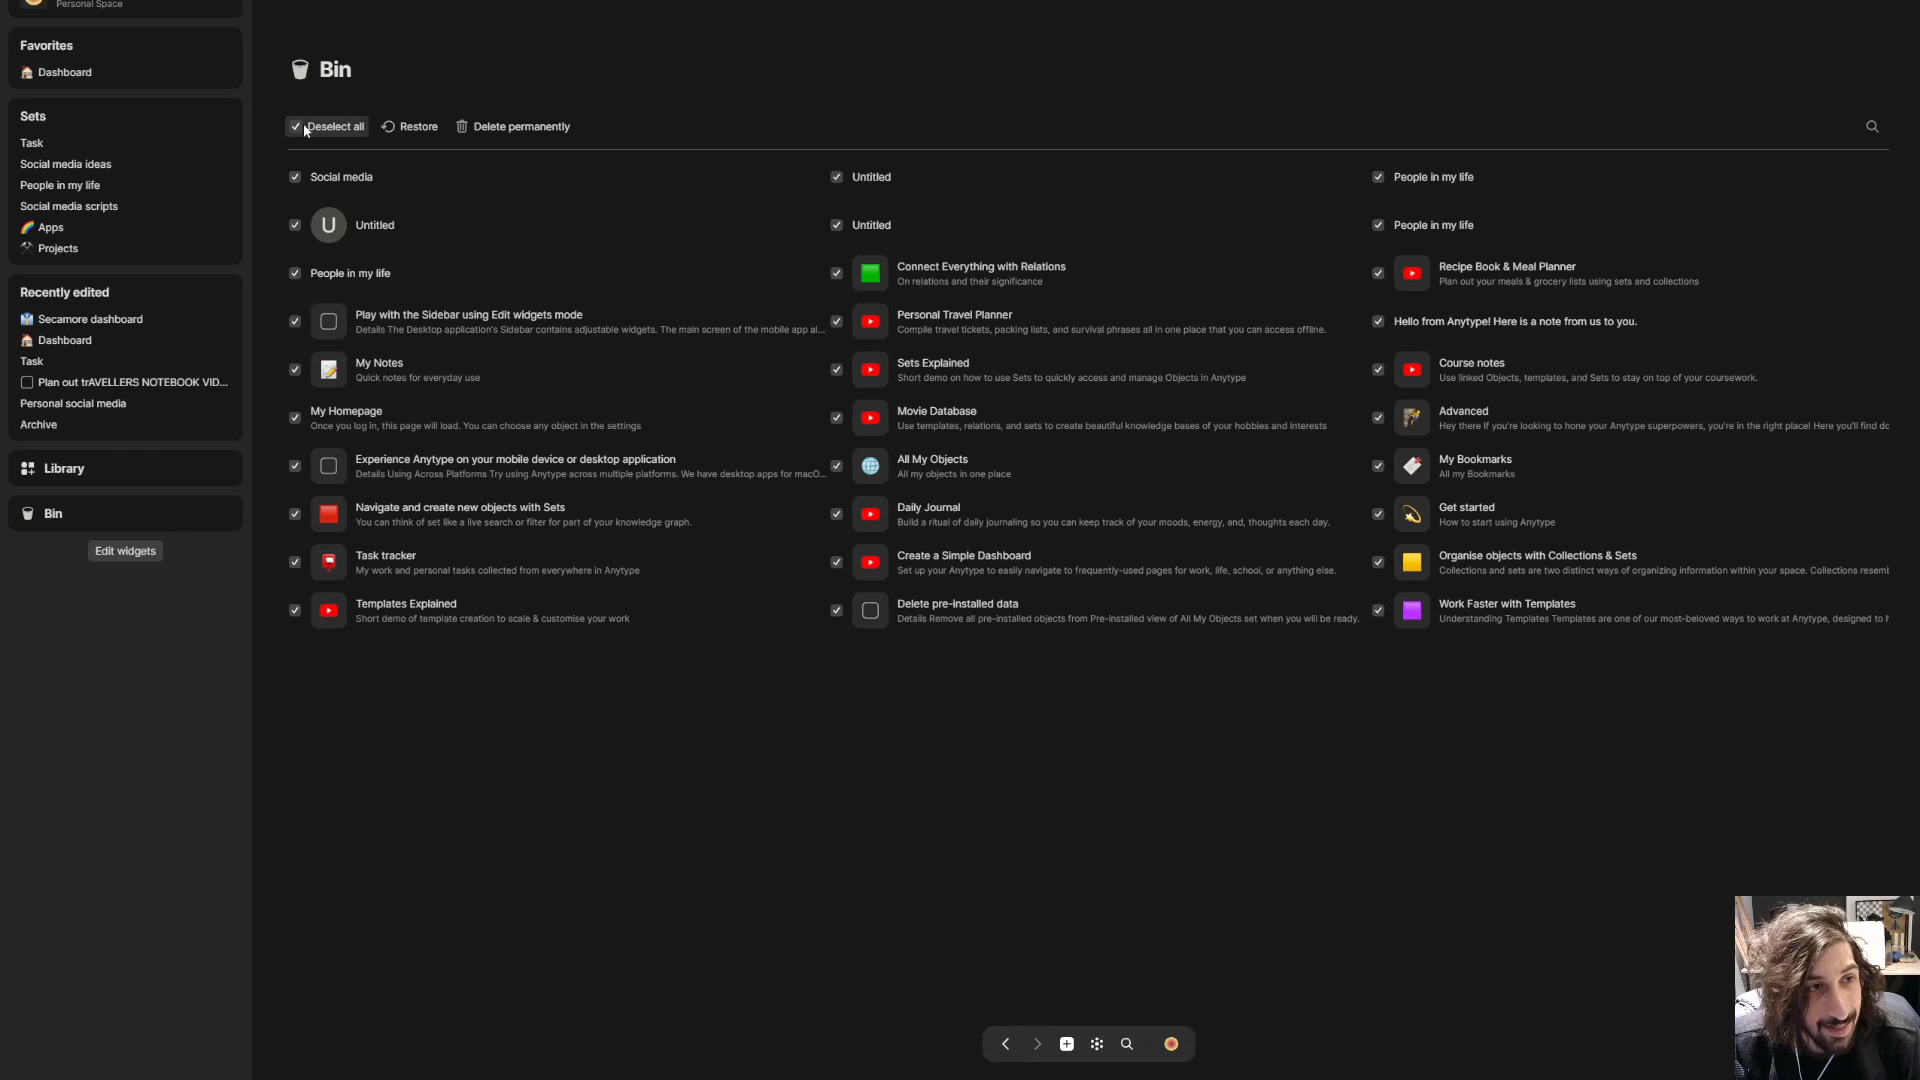 Personal Space
Favorites
Dashboard
Sets
Task
Social media ideas
People in my life
Social media scripts
Apps
Projects
Recently edited
Secamore dashboard
Dashboard
Task
Plan out trAVELLERS NOTEBOOK VID...
Personal social media
Archive
Library
Bin
Edit widgets
Bin
Deselect all
Restore
Delete permanently
Social media
Untitled
People in my life
U
Untitled
Untitled
People in my life
People in my life
Connect Everything with Relations
On relations and their significance
Recipe Book & Meal Planner
Plan out your meals & grocery lists using sets and collections
Play with the Sidebar using Edit widgets mode
Details The Desktop application's Sidebar contains adjustable widgets. The main screen of the mobile app al...
Personal Travel Planner
Compile travel tickets, packing lists, and survival phrases all in one place that you can access offline.
Hello from Anytype! Here is a note from us to you.
My Notes
Quick notes for everyday use
Sets Explained
Short demo on how to use Sets to quickly access and manage Objects in Anytype
Course notes
Use linked Objects, templates, and Sets to stay on top of your coursework.
My Homepage
Once you log in, this page will load. You can choose any object in the settings
Movie Database
Use templates, relations, and sets to create beautiful knowledge bases of your hobbies and interests
Advanced
Hey there If you're looking to hone your Anytype superpowers, you're in the right place! Here you'll find dc
Experience Anytype on your mobile device or desktop application
Details Using Across Platforms Try using Anytype across multiple platforms. We have desktop apps for macO...
All My Objects
All my objects in one place
My Bookmarks
All my Bookmarks
Navigate and create new objects with Sets
You can think of set like a live search or filter for part of your knowledge graph.
Daily Journal
Build a ritual of daily journaling so you can keep track of your moods, energy, and, thoughts each day.
Get started
How to start using Anytype
Task tracker
My work and personal tasks collected from everywhere in Anytype
Create a Simple Dashboard
Set up your Anytype to easily navigate to frequently-used pages for work, life, school, or anything else.
Organise objects with Collections & Sets
Collections and sets are two distinct ways of organizing information within your space. Collections resem
Templates Explained
Short demo of template creation to scale & customise your work
Delete pre-installed data
Details Remove all pre-installed objects from Pre-installed view of All My Objects set when you will be ready.
Work Faster with Templates
Understanding Templates Templates are one of our most-beloved ways to work at Anytype, designed to